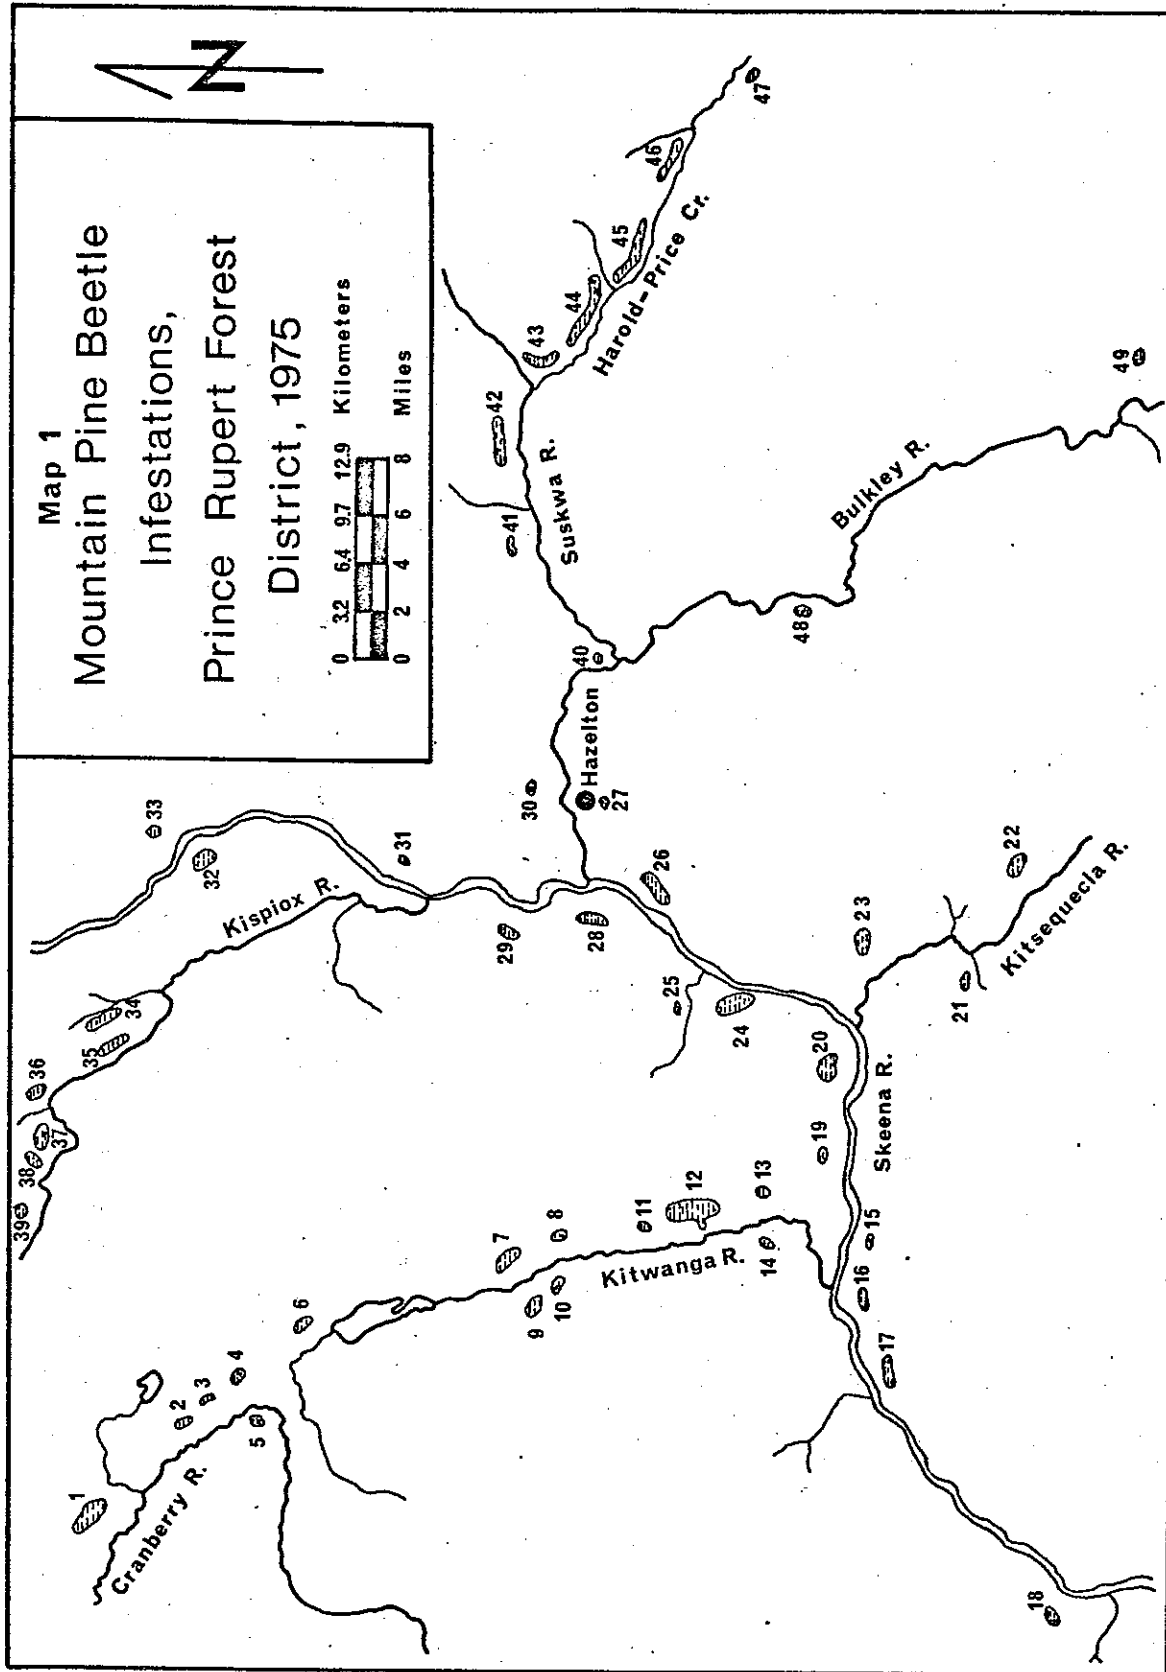 Map 1
Mountain Pine Beetle
Infestations,
Prince Rupert Forest
District, 1975
0 3.2 6.4 9.7 12.9 Kilometers
0 2 4 6 8 Miles
N
1
2
3
4
5
6
7
8
9
10
11
12
13
14
15
16
17
18
19
20
21
22
23
24
25
26
27
28
29
30
31
32
33
34
35
36
37
38
39
40
41
42
43
44
45
46
47
48
49
Cranberry R.
Kitwanga R.
Kispiox R.
Skeena R.
Kitsequecla R.
Hazelton
Suskwa R.
Bulkley R.
Harold-Price Cr.